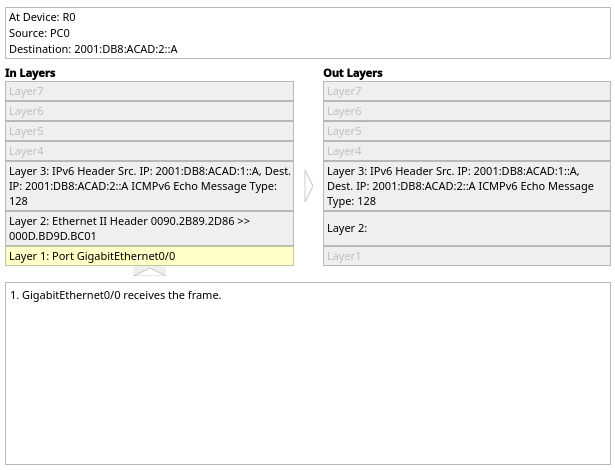 At Device: R0
Source: PC0
Destination: 2001:DB8:ACAD:2::A
In Layers
Layer7
Layer6
Layer5
Layer4
Layer 3: IPv6 Header Src. IP: 2001:DB8:ACAD:1::A, Dest.
IP: 2001:DB8:ACAD:2::A ICMPv6 Echo Message Type:
128
Layer 2: Ethernet II Header 0090.2B89.2D86 >>
000D.BD9D.BC01
Layer 1: Port GigabitEthernet0/0
Out Layers
Layer7
Layer6
Layer5
Layer4
Layer 3: IPv6 Header Src. IP: 2001:DB8:ACAD:1::A,
Dest. IP: 2001:DB8:ACAD:2::A ICMPv6 Echo Message
Type: 128
Layer 2:
Layer1
1. GigabitEthernet0/0 receives the frame.